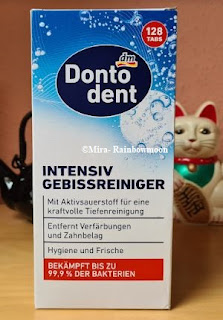 dm
128
TABS
Donto
dent
©Mira- Rainbowmoon
INTENSIV
GEBISSREINIGER
Mit Aktivsauerstoff für eine
kraftvolle Tiefenreinigung
Entfernt Verfärbungen
und Zahnbelag
Hygiene und Frische
BEKÄMPFT BIS ZU
99,9 % DER BAKTERIEN